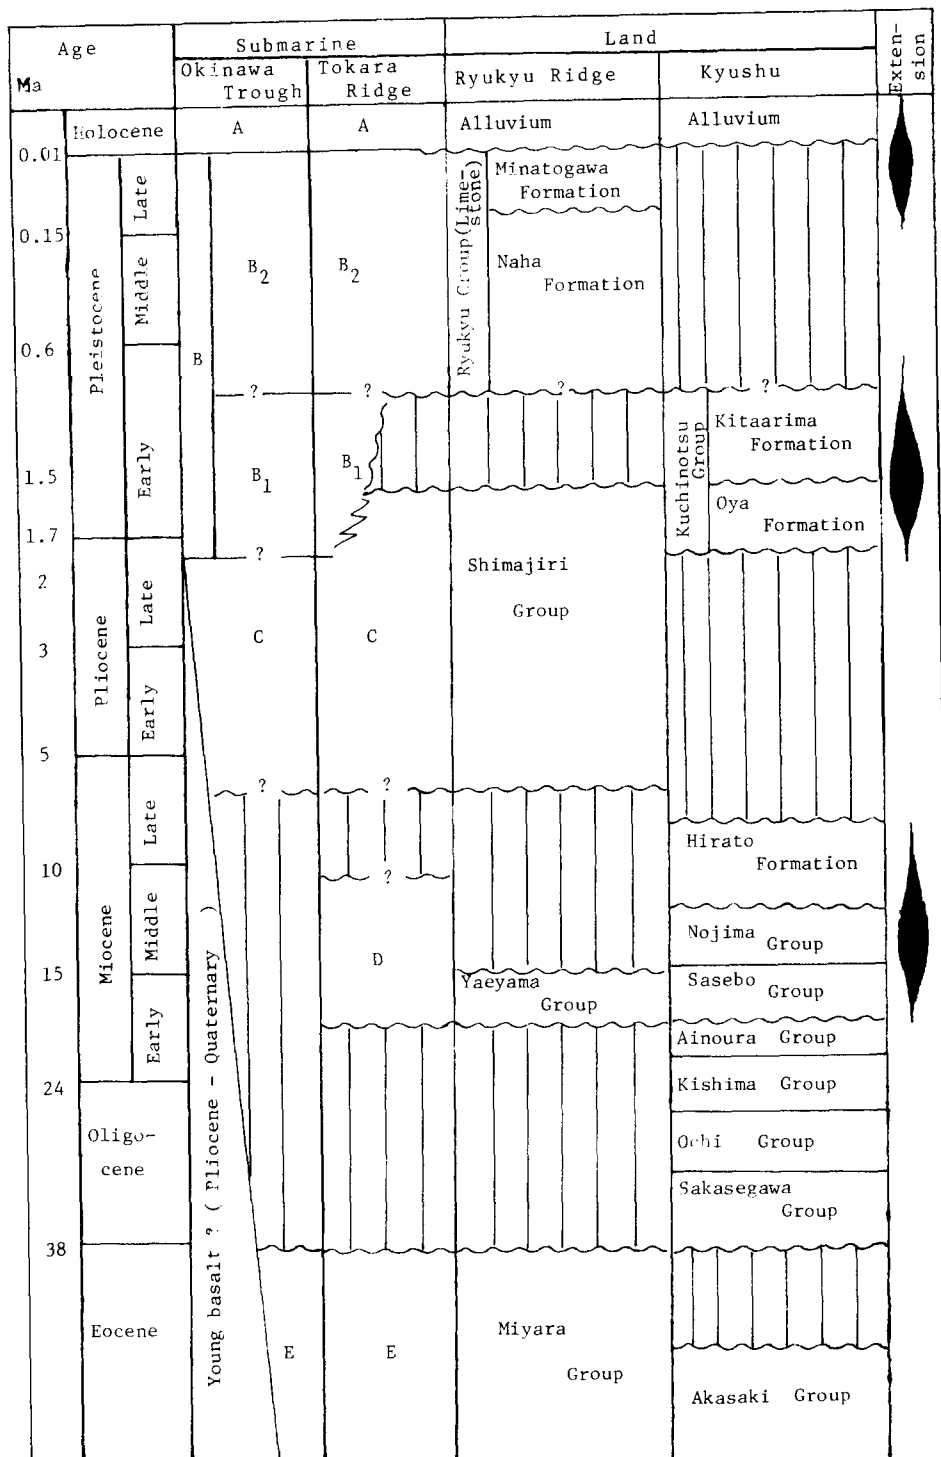 Age
Submarine
Land
Exten-
sion
Ma
Okinawa
Trough
Tokara
Ridge
Ryukyu Ridge
Kyushu
Holocene
A
A
Alluvium
Alluvium
0.01
Pleistocene
Late
Ryukyu Croup(Lime-
stone)
Minatogawa
Formation
0.15
Middle
B2
B2
Naha
Formation
0.6
B
?
?
?
?
Early
Kuchinotsu
Group
Kitaarima
Formation
1.5
B1
B1
Oya
Formation
1.7
?
Shimajiri
Group
2
Pliocene
Late
C
C
3
Early
5
?
?
Miocene
Late
Hirato
Formation
10
?
Middle
Nojima
Group
D
15
Yaeyama
Group
Sasebo
Group
Early
Ainoura Group
24
Kishima Group
Oligo-
cene
Ochi Group
Sakasegawa
Group
38
Young basalt ? ( Pliocene - Quaternary )
Eocene
E
E
Miyara
Group
Akasaki Group